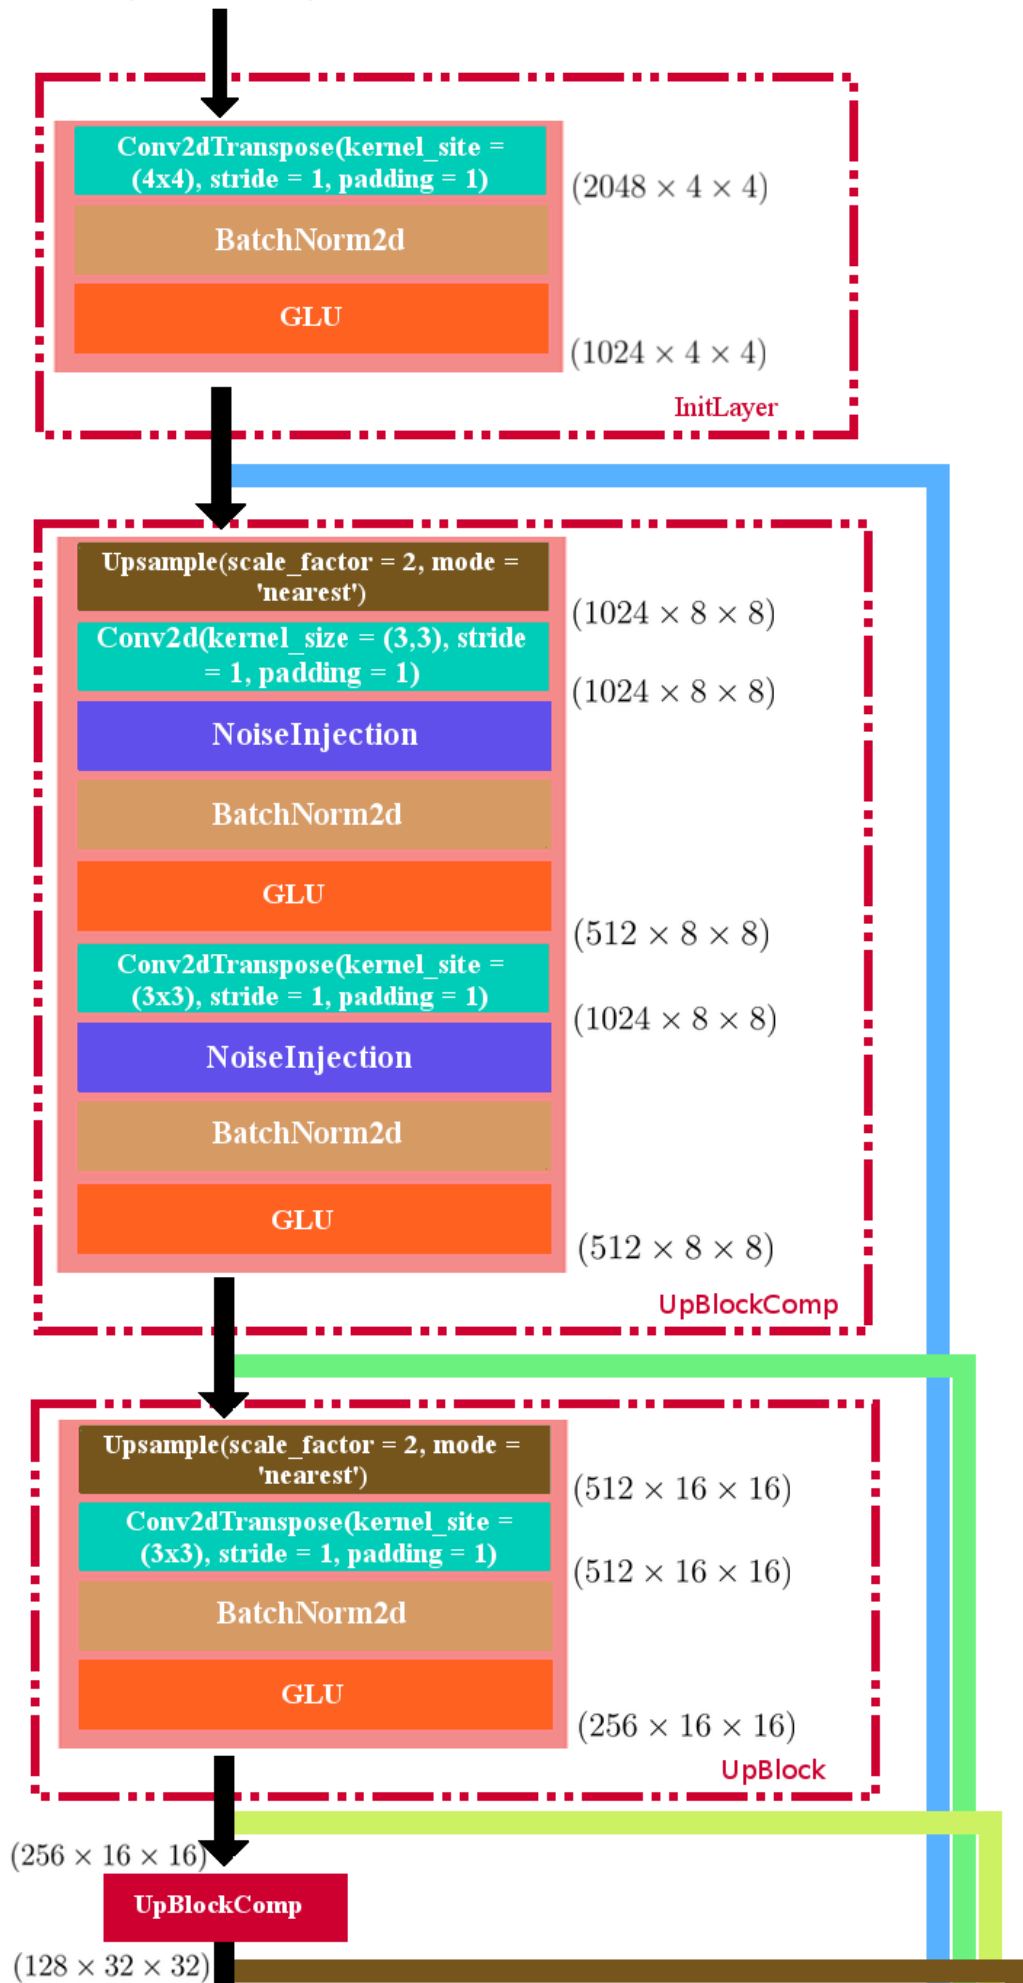 Conv2dTranspose(kernel_site =
(4x4), stride = 1, padding = 1)
(2048 × 4 × 4)
BatchNorm2d
GLU
(1024 × 4 × 4)
InitLayer
Upsample(scale_factor = 2, mode =
'nearest')
(1024 × 8 × 8)
Conv2d(kernel_size = (3,3), stride
= 1, padding = 1)
(1024 × 8 × 8)
NoiseInjection
BatchNorm2d
GLU
(512 × 8 × 8)
Conv2dTranspose(kernel_site =
(3x3), stride = 1, padding = 1)
(1024 × 8 × 8)
NoiseInjection
BatchNorm2d
GLU
(512 × 8 × 8)
UpBlockComp
Upsample(scale_factor = 2, mode =
'nearest')
(512 × 16 × 16)
Conv2dTranspose(kernel_site =
(3x3), stride = 1, padding = 1)
(512 × 16 × 16)
BatchNorm2d
GLU
(256 × 16 × 16)
UpBlock
(256 × 16 × 16)
UpBlockComp
(128 × 32 × 32)